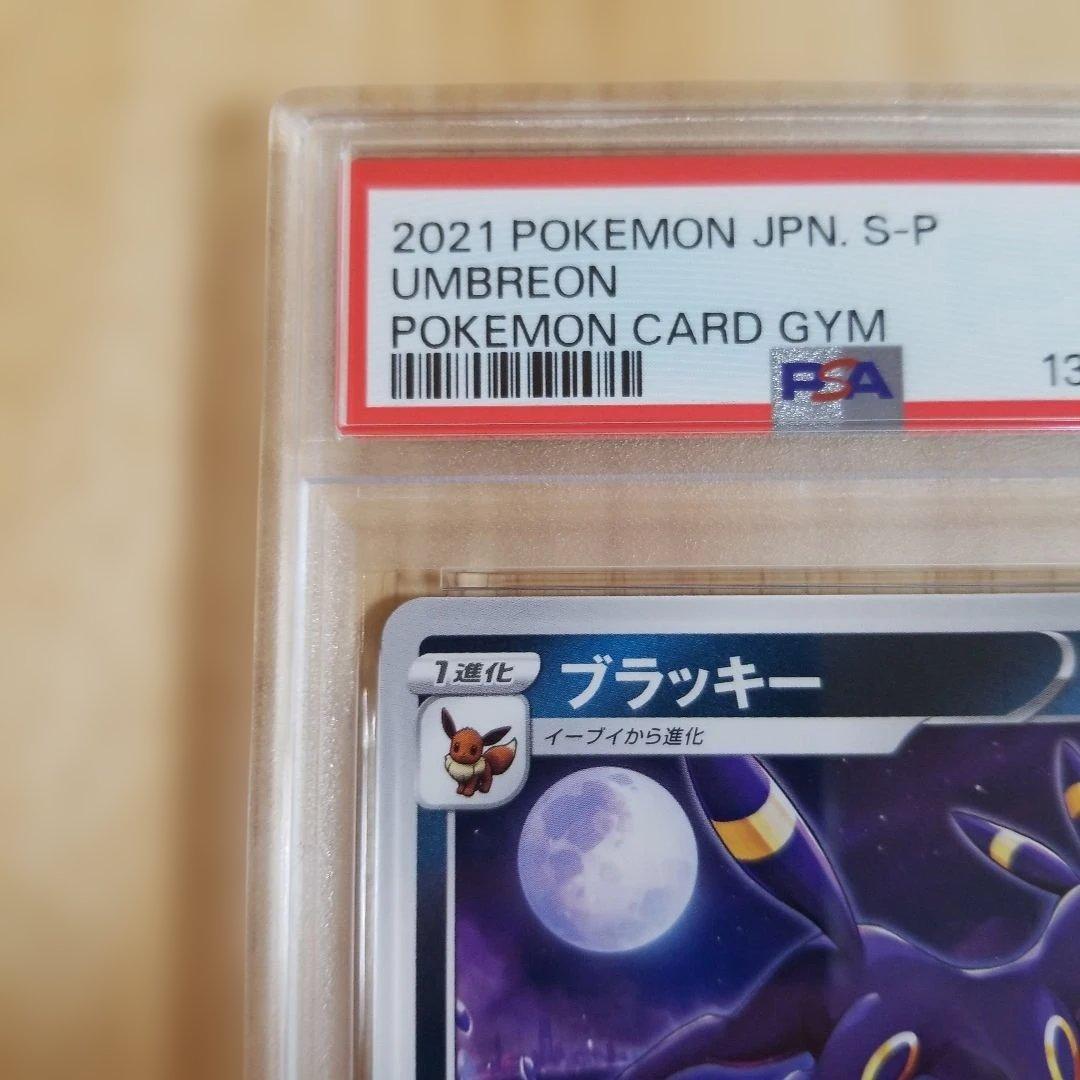 2021 POKEMON JPN. S-P
UMBREON
POKEMON CARD GYM
PSA
13
1進化
ブラッキー
イーブイから進化